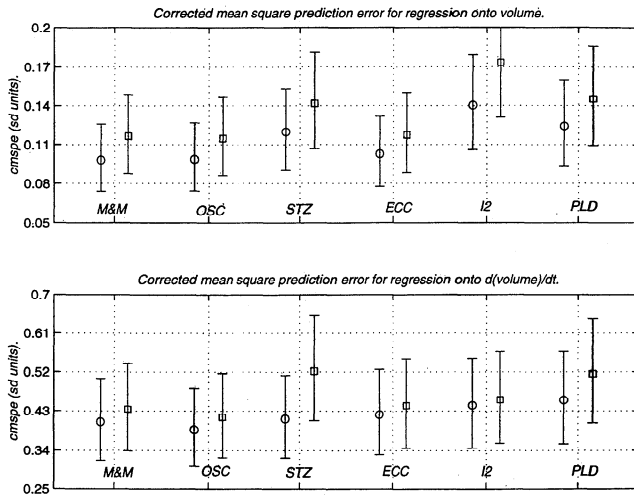 Corrected mean square prediction error for regression onto volume.
cmspe (sd units).
0.2
0.17
0.14
0.11
0.08
0.05
M&M OSC STZ ECC I2 PLD
Corrected mean square prediction error for regression onto d(volume)/dt.
cmspe (sd units).
0.7
0.61
0.52
0.43
0.34
0.25
M&M OSC STZ ECC I2 PLD